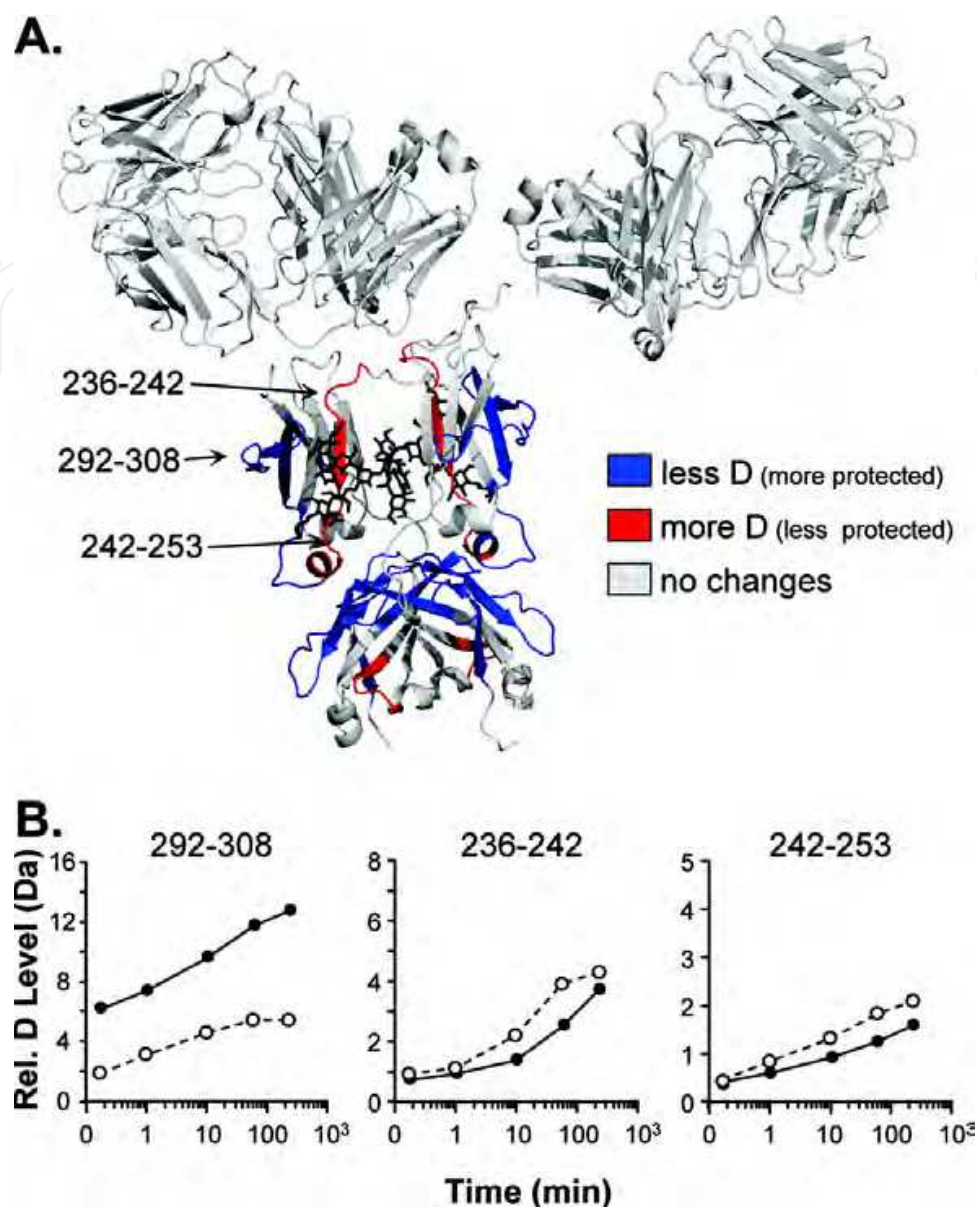 A.
236-242
292-308
242-253
less D (more protected)
more D (less protected)
no changes
B.
292-308
236-242
242-253
Rel. D Level (Da)
16
12
8
4
0
0 1 10 100 10³
8
6
4
2
0
0 1 10 100 10³
5
4
3
2
1
0
0 1 10 100 10³
Time (min)